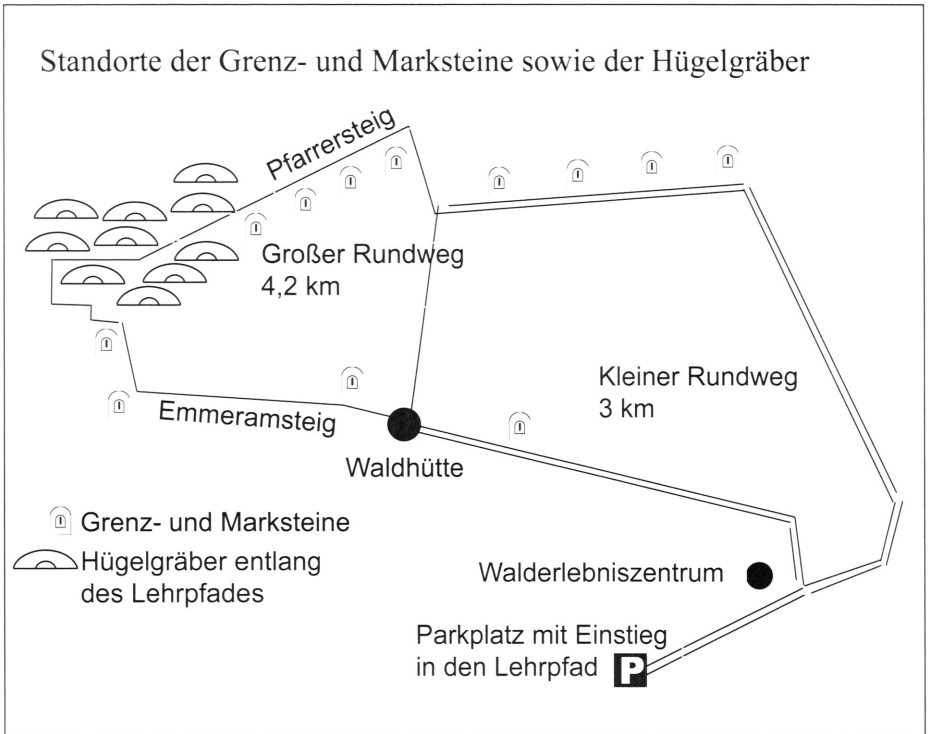 Standorte der Grenz- und Marksteine sowie der Hügelgräber
Pfarrersteig
Großer Rundweg
4,2 km
Kleiner Rundweg
3 km
Emmeramsteig
Waldhütte
Grenz- und Marksteine
Hügelgräber entlang
des Lehrpfades
Walderlebniszentrum
Parkplatz mit Einstieg
in den Lehrpfad P